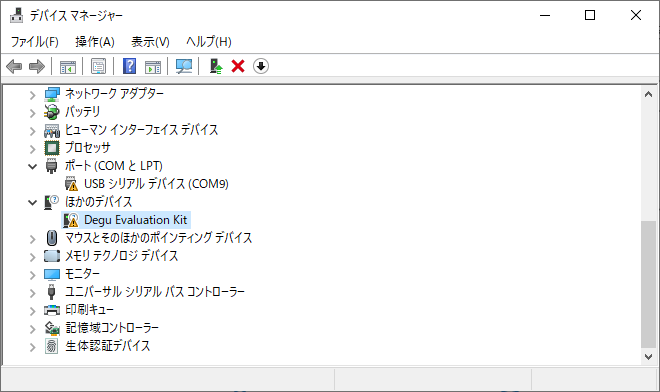 デバイス マネージャー
ファイル(F) 操作(A) 表示(V) ヘルプ(H)
ネットワーク アダプター
バッテリ
ヒューマン インターフェイス デバイス
プロセッサ
ポート (COM と LPT)
USB シリアル デバイス (COM9)
ほかのデバイス
Degu Evaluation Kit
マウスとそのほかのポインティング デバイス
メモリ テクノロジ デバイス
モニター
ユニバーサル シリアル バス コントローラー
印刷キュー
記憶域コントローラー
生体認証デバイス